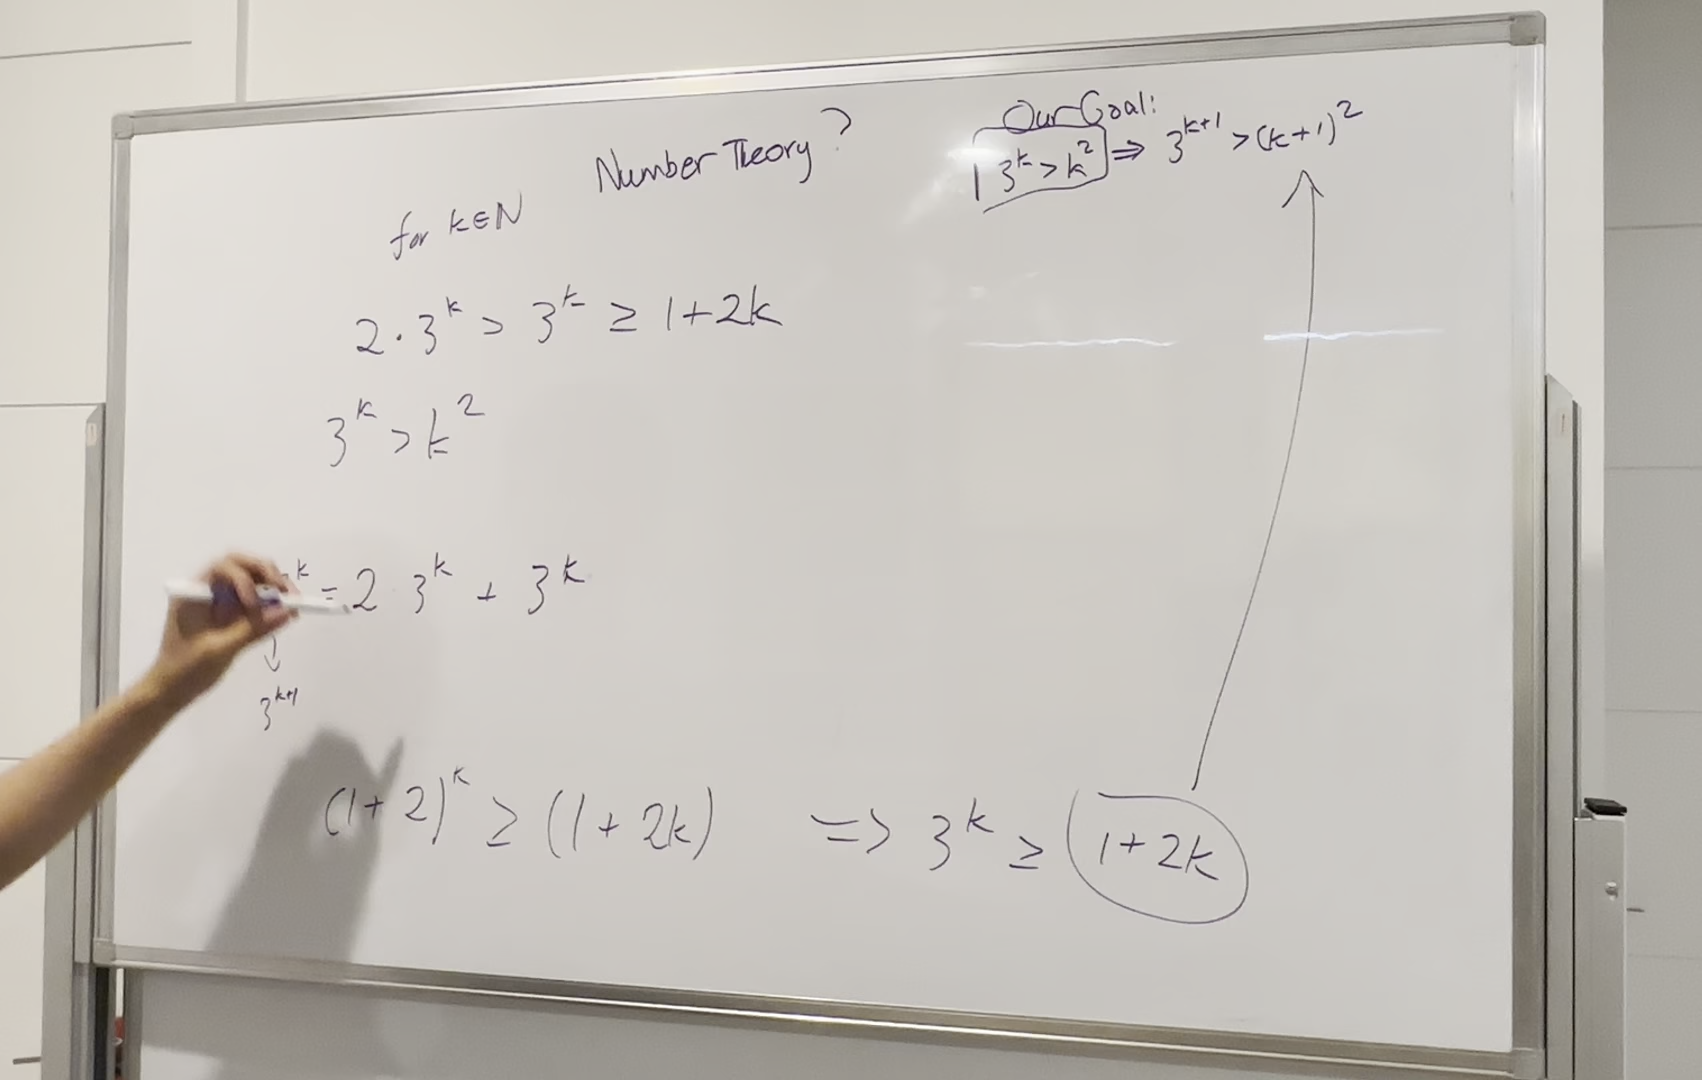 Number Theory?
Our Goal:
3^k > k^2 ⇒ 3^{k+1} > (k+1)^2
for k∈N
2·3^k > 3^k ≥ 1+2k
3^k > k^2
k = 2 3^k + 3^k
↓
3^{k+1}
(1+2)^k ≥ (1+2k) => 3^k ≥ 1+2k